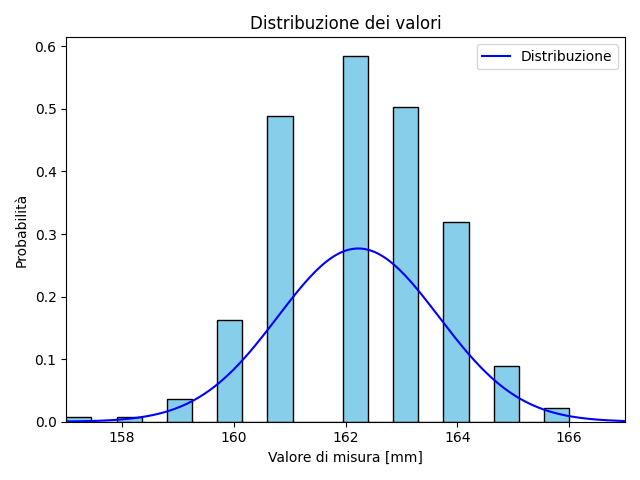 Distribuzione dei valori
Distribuzione
Probabilità
0.6
0.5
0.4
0.3
0.2
0.1
0.0
158 160 162 164 166
Valore di misura [mm]